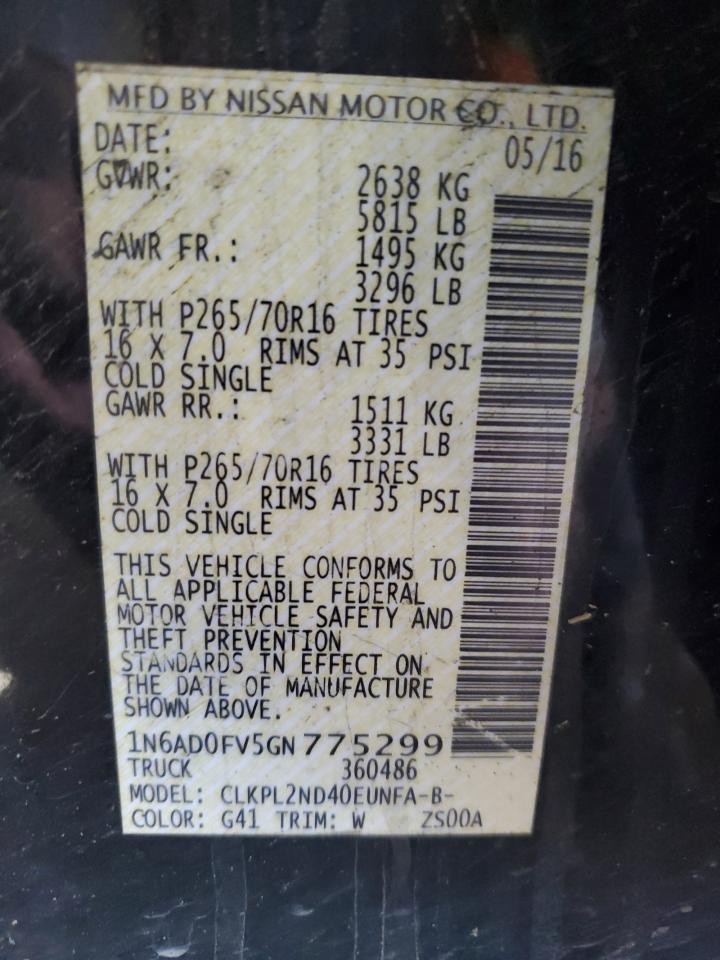 MFD BY NISSAN MOTOR CO., LTD.
DATE: 05/16
GVWR: 2638 KG
5815 LB
GAWR FR.: 1495 KG
3296 LB
WITH P265/70R16 TIRES
16 X 7.0 RIMS AT 35 PSI
COLD SINGLE
GAWR RR.: 1511 KG
3331 LB
WITH P265/70R16 TIRES
16 X 7.0 RIMS AT 35 PSI
COLD SINGLE
THIS VEHICLE CONFORMS TO
ALL APPLICABLE FEDERAL
MOTOR VEHICLE SAFETY AND
THEFT PREVENTION
STANDARDS IN EFFECT ON
THE DATE OF MANUFACTURE
SHOWN ABOVE.
1N6AD0FV5GN775299
TRUCK 360486
MODEL: CLKPL2ND40EUNFA-B-
COLOR: G41 TRIM: W ZS00A